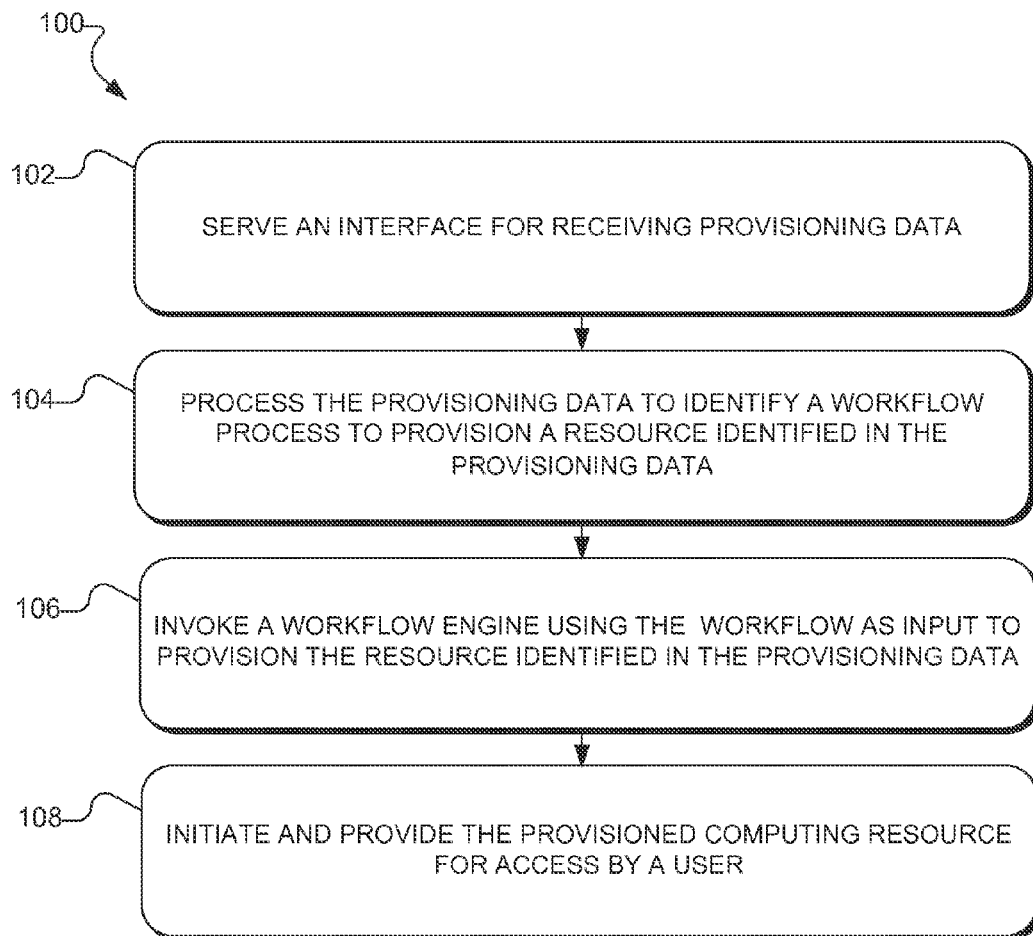 100
102
SERVE AN INTERFACE FOR RECEIVING PROVISIONING DATA
104
PROCESS THE PROVISIONING DATA TO IDENTIFY A WORKFLOW
PROCESS TO PROVISION A RESOURCE IDENTIFIED IN THE
PROVISIONING DATA
106
INVOKE A WORKFLOW ENGINE USING THE WORKFLOW AS INPUT TO
PROVISION THE RESOURCE IDENTIFIED IN THE PROVISIONING DATA
108
INITIATE AND PROVIDE THE PROVISIONED COMPUTING RESOURCE
FOR ACCESS BY A USER